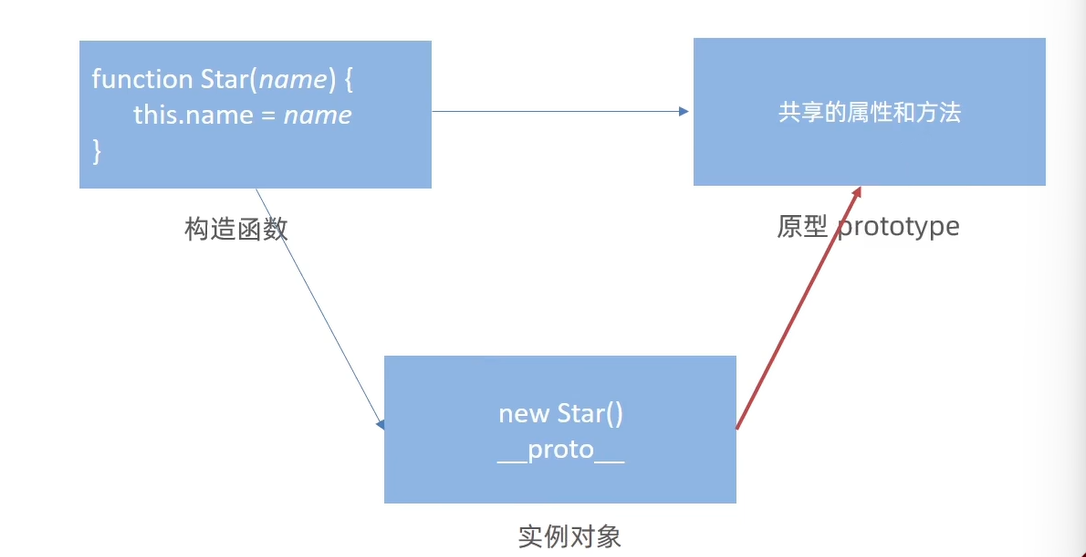 function Star(name) {
this.name = name
}
构造函数
共享的属性和方法
原型 prototype
new Star()
__proto__
实例对象